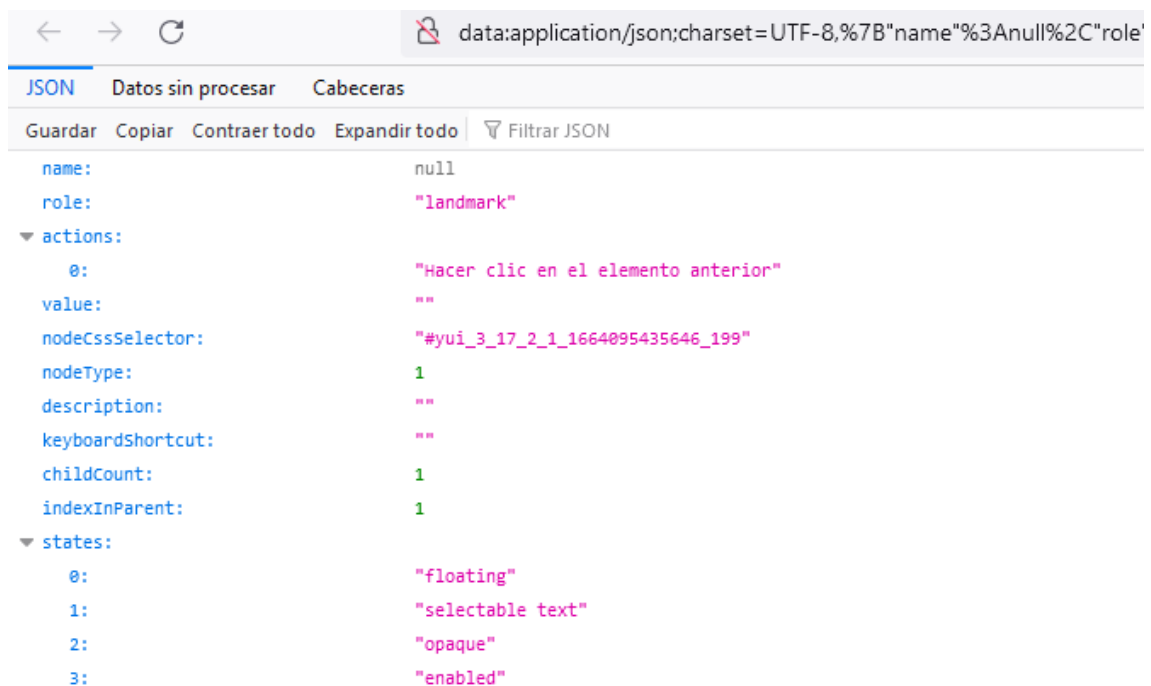 data:application/json;charset=UTF-8,%7B"name"%3Anull%2C"role"
JSON Datos sin procesar Cabeceras
Guardar Copiar Contraer todo Expandir todo Filtrar JSON
name: null
role: "landmark"
actions:
0: "Hacer clic en el elemento anterior"
value: ""
nodeCssSelector: "#yui_3_17_2_1_1664095435646_199"
nodeType: 1
description: ""
keyboardShortcut: ""
childCount: 1
indexInParent: 1
states:
0: "floating"
1: "selectable text"
2: "opaque"
3: "enabled"